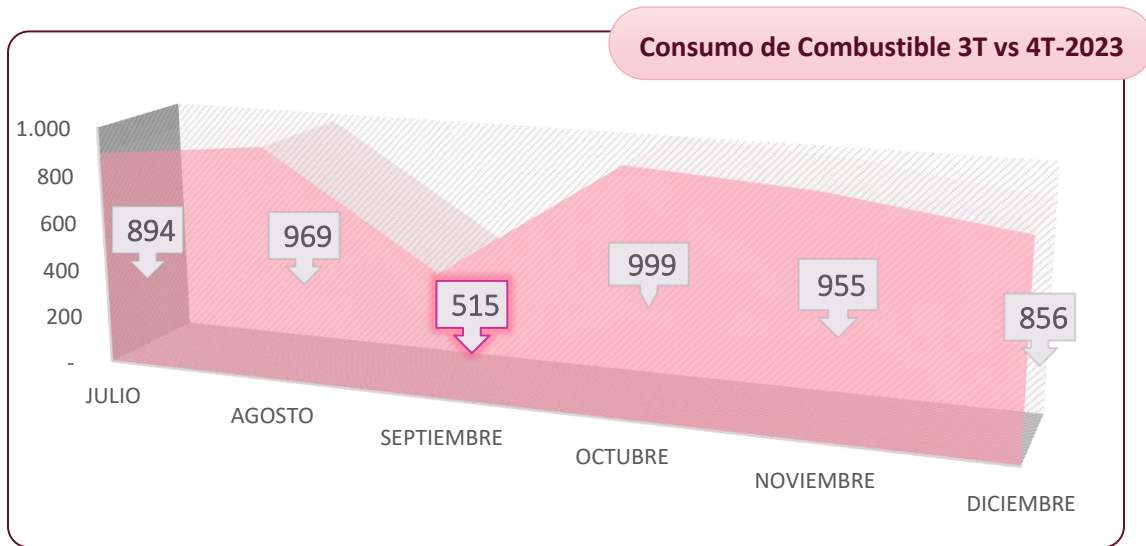 Consumo de Combustible 3T vs 4T-2023
1.000
800
600
400
200
-
894
969
515
999
955
856
JULIO
AGOSTO
SEPTIEMBRE
OCTUBRE
NOVIEMBRE
DICIEMBRE